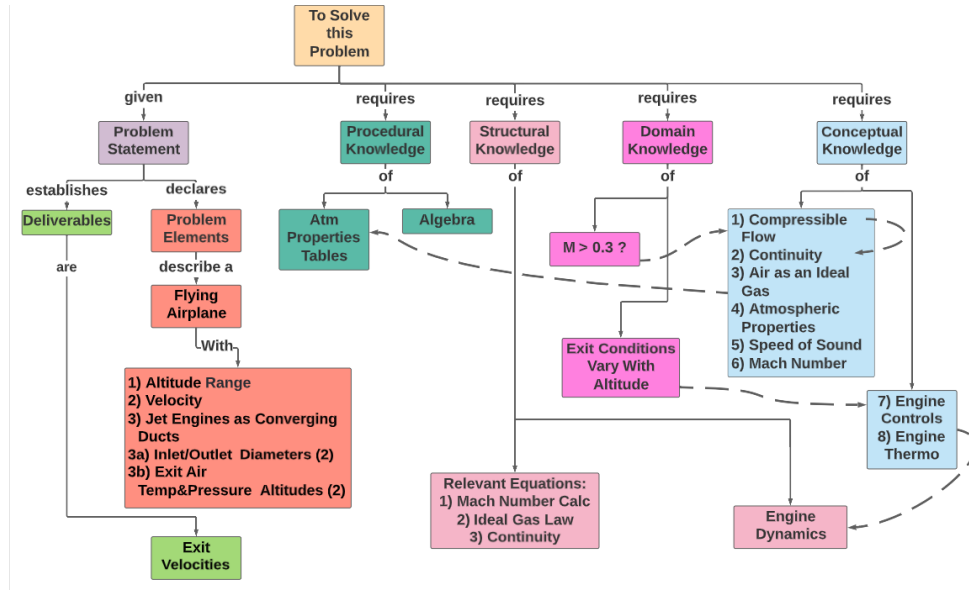 To Solve
this
Problem
given
requires
requires
requires
requires
Problem
Statement
Procedural
Knowledge
Structural
Knowledge
Domain
Knowledge
Conceptual
Knowledge
establishes
declares
of
of
of
of
Deliverables
Problem
Elements
Atm
Properties
Tables
Algebra
M > 0.3 ?
1) Compressible
Flow
2) Continuity
3) Air as an Ideal
Gas
4) Atmospheric
Properties
5) Speed of Sound
6) Mach Number
are
describe a
Flying
Airplane
With
Exit Conditions
Vary With
Altitude
1) Altitude Range
2) Velocity
3) Jet Engines as Converging
Ducts
3a) Inlet/Outlet Diameters (2)
3b) Exit Air
Temp&Pressure Altitudes (2)
7) Engine
Controls
8) Engine
Thermo
Relevant Equations:
1) Mach Number Calc
2) Ideal Gas Law
3) Continuity
Engine
Dynamics
Exit
Velocities